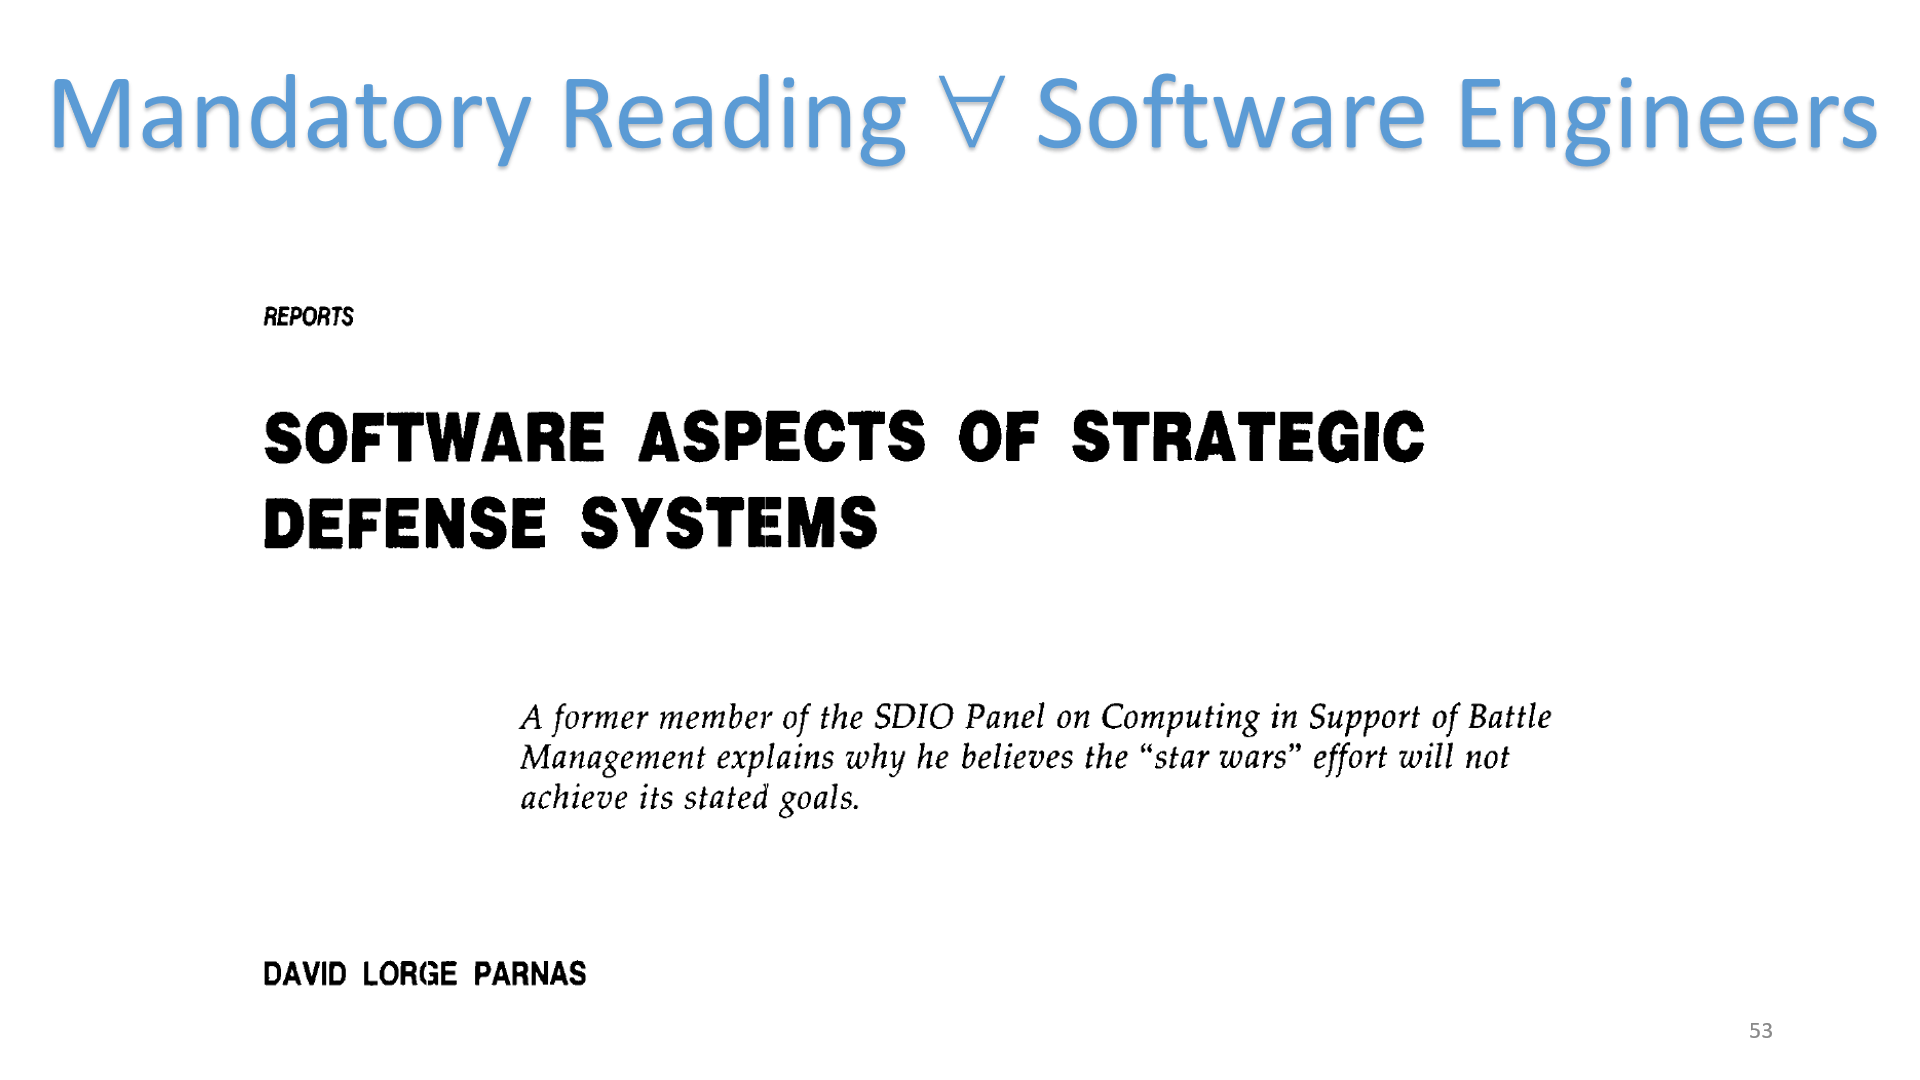 Mandatory Reading ∀ Software Engineers
REPORTS
SOFTWARE ASPECTS OF STRATEGIC
DEFENSE SYSTEMS
A former member of the SDIO Panel on Computing in Support of Battle
Management explains why he believes the “star wars” effort will not
achieve its stated goals.
DAVID LORGE PARNAS
53